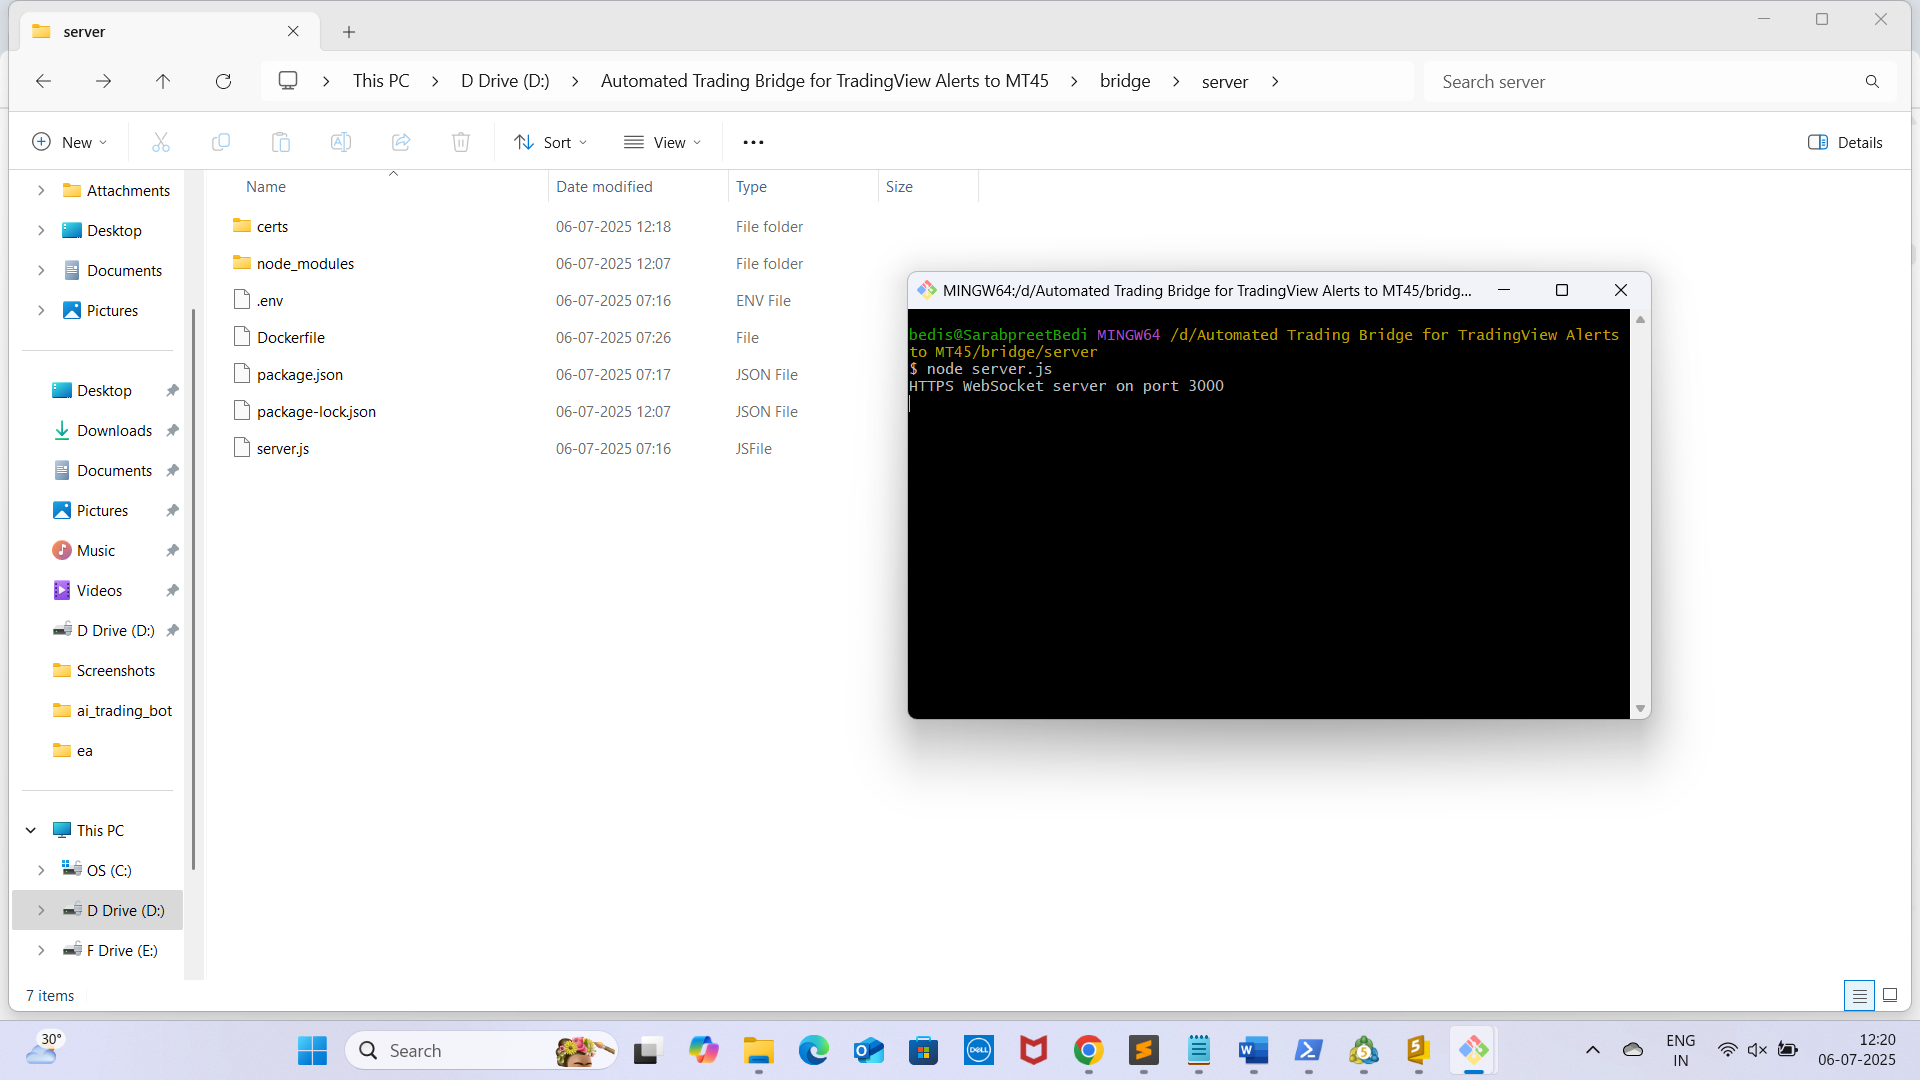 server
This PC
D Drive (D:)
Automated Trading Bridge for TradingView Alerts to MT45
bridge
server
Search server
New
Sort
View
Details
Attachments
Desktop
Documents
Pictures
Desktop
Downloads
Documents
Pictures
Music
Videos
D Drive (D:)
Screenshots
ai_trading_bot
ea
This PC
OS (C:)
D Drive (D:)
F Drive (E:)
Name Date modified Type Size
certs 06-07-2025 12:18 File folder
node_modules 06-07-2025 12:07 File folder
.env 06-07-2025 07:16 ENV File
Dockerfile 06-07-2025 07:26 File
package.json 06-07-2025 07:17 JSON File
package-lock.json 06-07-2025 12:07 JSON File
server.js 06-07-2025 07:16 JSFile
MINGW64:/d/Automated Trading Bridge for TradingView Alerts to MT45/bridg...
bedis@SarabpreetBedi MINGW64 /d/Automated Trading Bridge for TradingView Alerts
to MT45/bridge/server
$ node server.js
HTTPS WebSocket server on port 3000
7 items
30°
Search
DELL
ENG
IN
12:20
06-07-2025